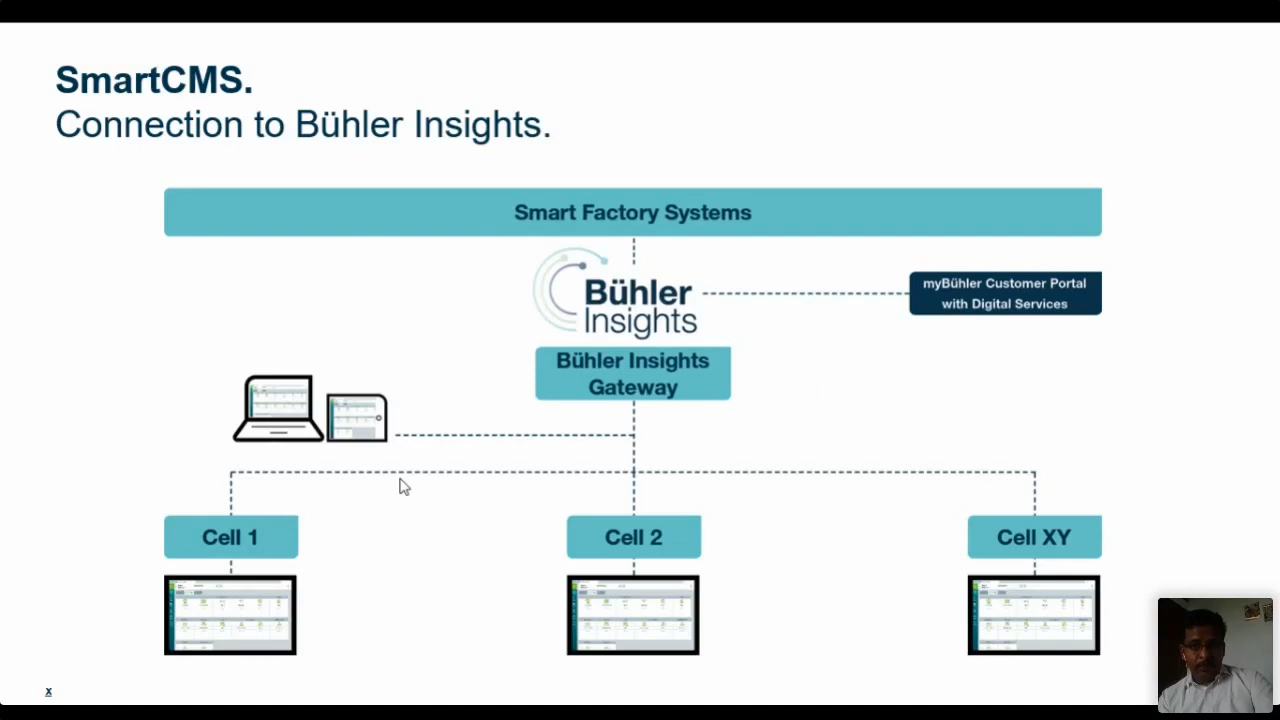 SmartCMS.
Connection to Bühler Insights.
Smart Factory Systems
Bühler
Insights
myBühler Customer Portal
with Digital Services
Bühler Insights
Gateway
Cell 1
Cell 2
Cell XY
x